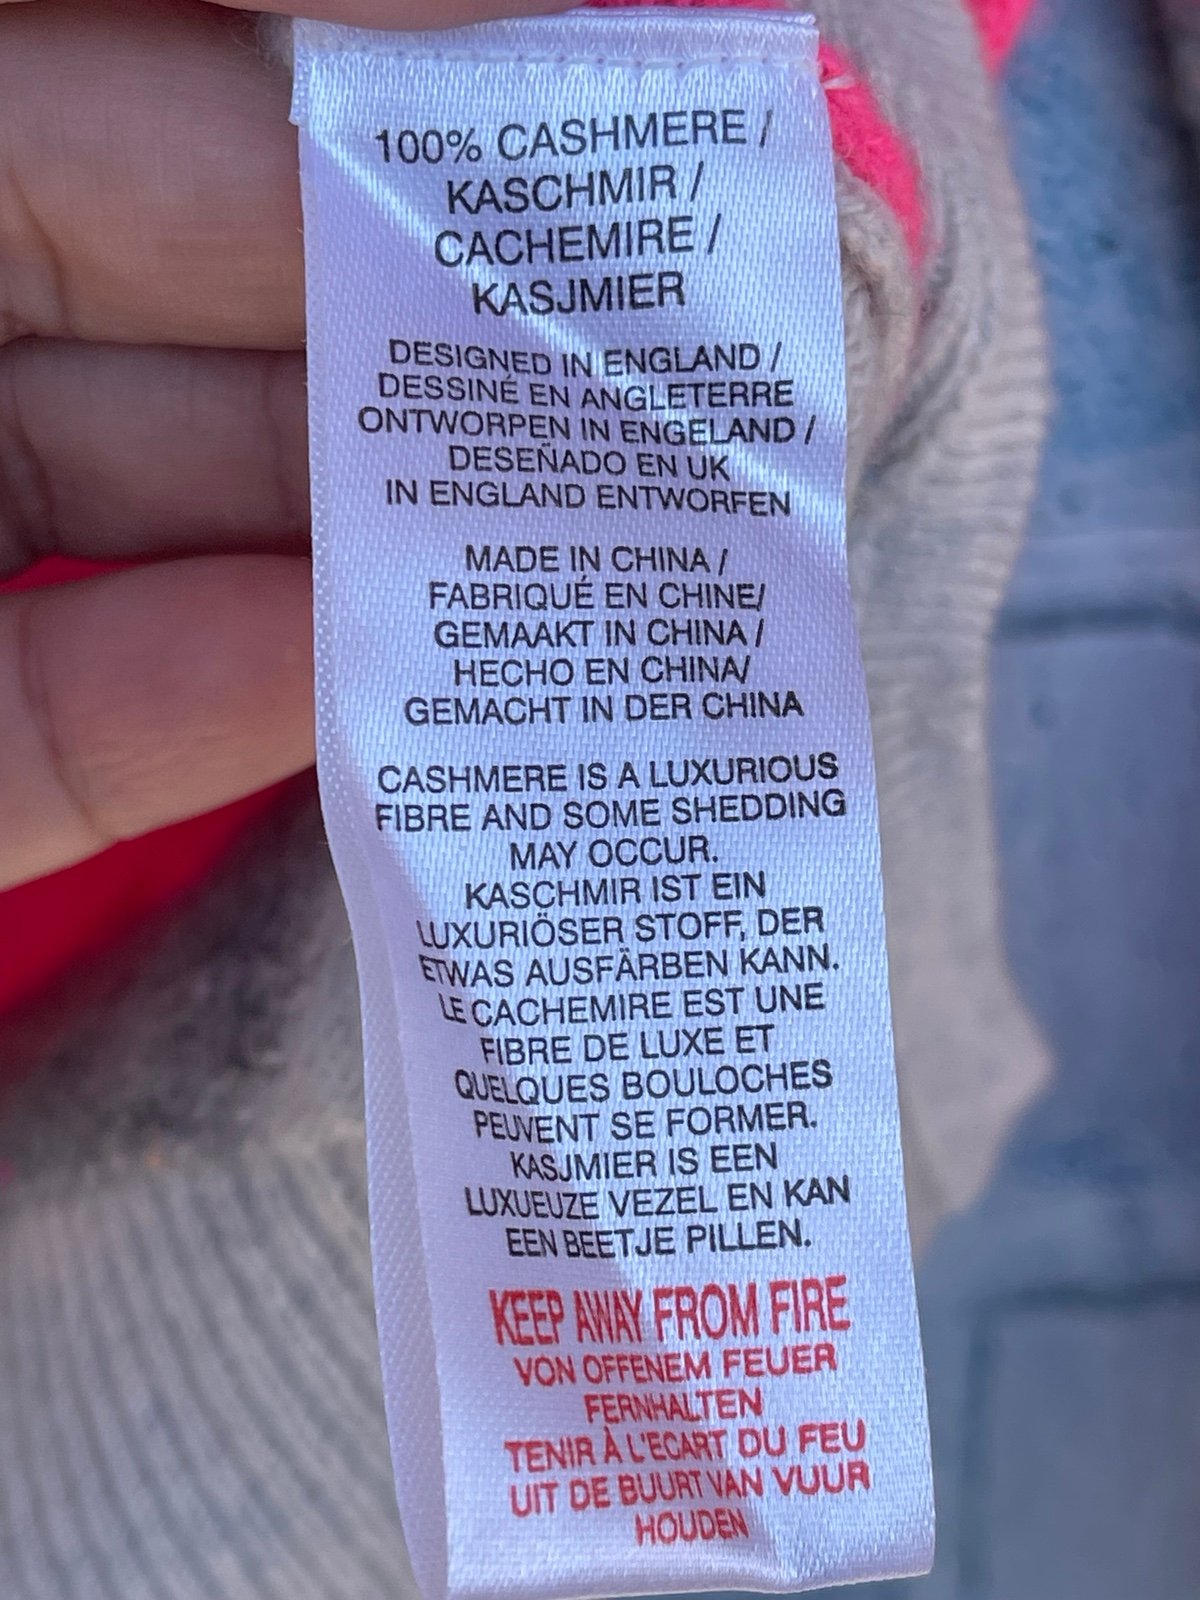 100% CASHMERE /
KASCHMIR /
CACHEMIRE /
KASJMIER
DESIGNED IN ENGLAND /
DESSINÉ EN ANGLETERRE
ONTWORPEN IN ENGELAND /
DESEÑADO EN UK
IN ENGLAND ENTWORFEN
MADE IN CHINA /
FABRIQUÉ EN CHINE/
GEMAAKT IN CHINA /
HECHO EN CHINA/
GEMACHT IN DER CHINA
CASHMERE IS A LUXURIOUS
FIBRE AND SOME SHEDDING
MAY OCCUR.
KASCHMIR IST EIN
LUXURIÖSER STOFF, DER
ETWAS AUSFÄRBEN KANN.
LE CACHEMIRE EST UNE
FIBRE DE LUXE ET
QUELQUES BOULOCHES
PEUVENT SE FORMER.
KASJMIER IS EEN
LUXUEUZE VEZEL EN KAN
EEN BEETJE PILLEN.
KEEP AWAY FROM FIRE
VON OFFENEM FEUER
FERNHALTEN
TENIR À L'ECART DU FEU
UIT DE BUURT VAN VUUR
HOUDEN